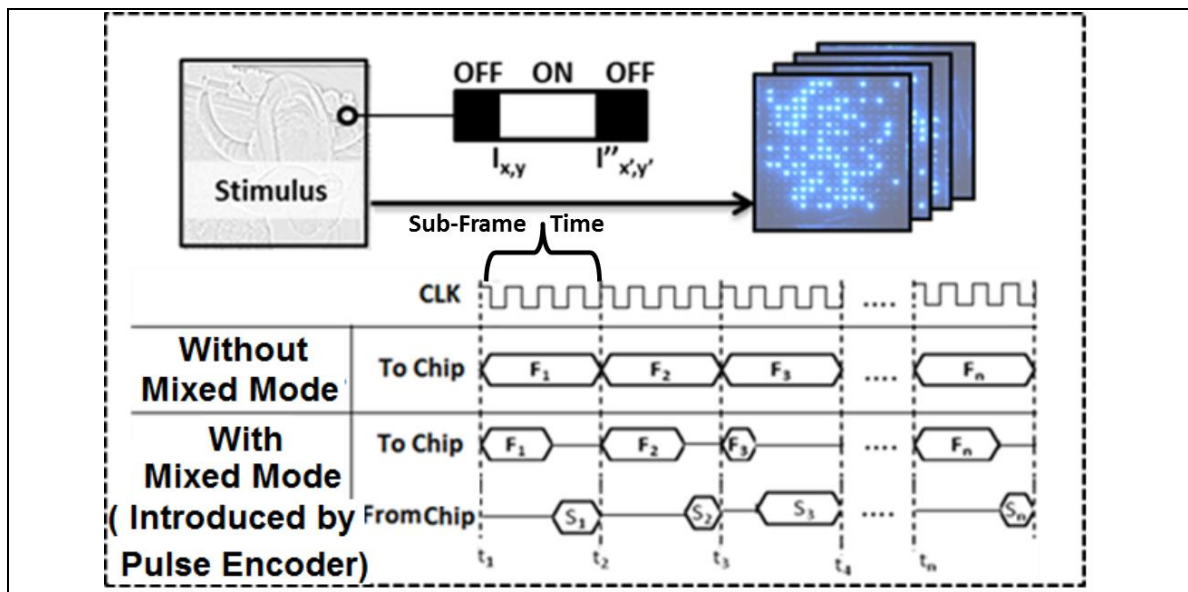 OFF ON OFF
Stimulus
Iₓ,ᵧ I''ₓ',ᵧ'
Sub-Frame Time
CLK ....
Without
Mixed Mode
To Chip F₁ F₂ F₃ .... Fₙ
With
Mixed Mode
( Introduced by
Pulse Encoder)
To Chip F₁ F₂ F₃ .... Fₙ
From Chip S₁ S₂ S₃ .... Sₙ
t₁ t₂ t₃ t₄ tₙ